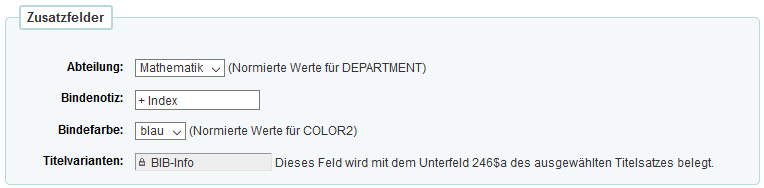 Zusatzfelder
Abteilung: Mathematik (Normierte Werte für DEPARTMENT)
Bindenotiz: + Index
Bindefarbe: blau (Normierte Werte für COLOR2)
Titelvarianten: BIB-Info Dieses Feld wird mit dem Unterfeld 246$a des ausgewählten Titelsatzes belegt.